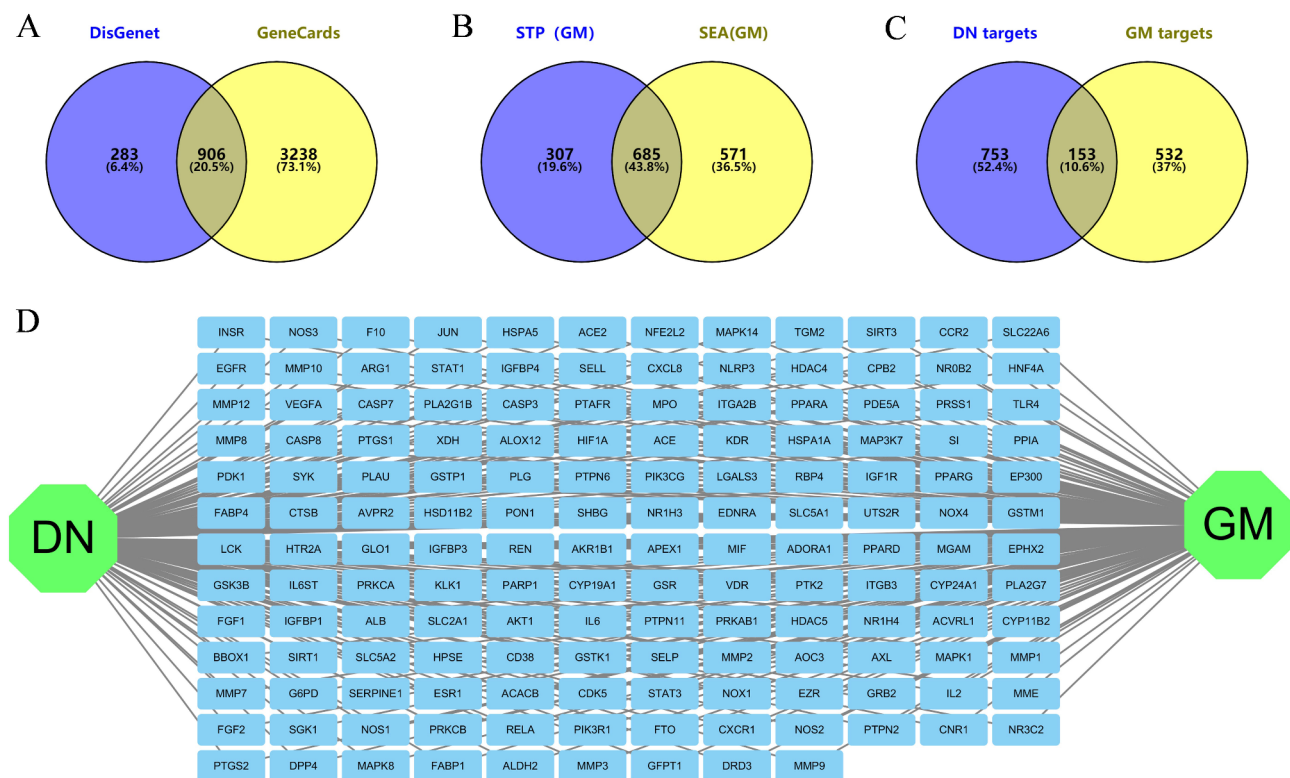 A
DisGenet GeneCards
283 906 3238
(6.4%) (20.5%) (73.1%)
B
STP (GM) SEA(GM)
307 685 571
(19.6%) (43.8%) (36.5%)
C
DN targets GM targets
753 153 532
(52.4%) (10.6%) (37%)
D
INSR NOS3 F10 JUN HSPA5 ACE2 NFE2L2 MAPK14 TGM2 SIRT3 CCR2 SLC22A6
EGFR MMP10 ARG1 STAT1 IGFBP4 SELL CXCL8 NLRP3 HDAC4 CPB2 NR0B2 HNF4A
MMP12 VEGFA CASP7 PLA2G1B CASP3 PTAFR MPO ITGA2B PPARA PDE5A PRSS1 TLR4
MMP8 CASP8 PTGS1 XDH ALOX12 HIF1A ACE KDR HSPA1A MAP3K7 SI PPIA
PDK1 SYK PLAU GSTP1 PLG PTPN6 PIK3CG LGALS3 RBP4 IGF1R PPARG EP300
FABP4 CTSB AVPR2 HSD11B2 PON1 SHBG NR1H3 EDNRA SLC5A1 UTS2R NOX4 GSTM1
DN
GM
LCK HTR2A GLO1 IGFBP3 REN AKR1B1 APEX1 MIF ADORA1 PPARD MGAM EPHX2
GSK3B IL6ST PRKCA KLK1 PARP1 CYP19A1 GSR VDR PTK2 ITGB3 CYP24A1 PLA2G7
FGF1 IGFBP1 ALB SLC2A1 AKT1 IL6 PTPN11 PRKAB1 HDAC5 NR1H4 ACVRL1 CYP11B2
BBOX1 SIRT1 SLC5A2 HPSE CD38 GSTK1 SELP MMP2 AOC3 AXL MAPK1 MMP1
MMP7 G6PD SERPINE1 ESR1 ACACB CDK5 STAT3 NOX1 EZR GRB2 IL2 MME
FGF2 SGK1 NOS1 PRKCB RELA PIK3R1 FTO CXCR1 NOS2 PTPN2 CNR1 NR3C2
PTGS2 DPP4 MAPK8 FABP1 ALDH2 MMP3 GFPT1 DRD3 MMP9